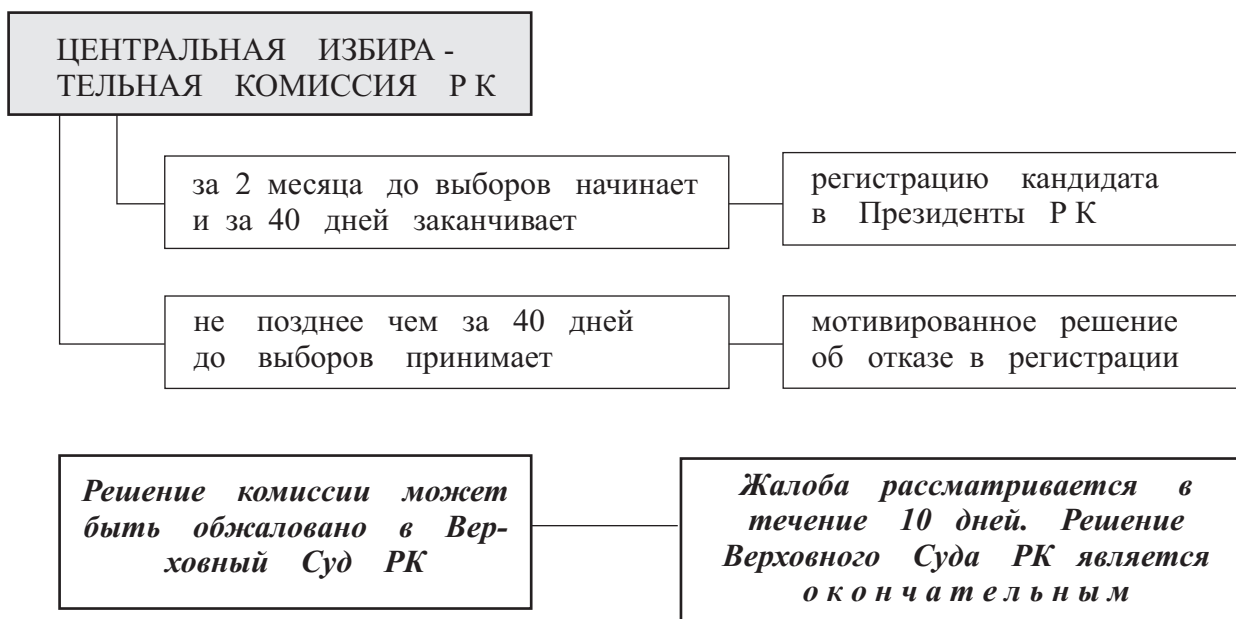 ЦЕНТРАЛЬНАЯ ИЗБИРА -
ТЕЛЬНАЯ КОМИССИЯ Р К
за 2 месяца до выборов начинает
и за 40 дней заканчивает
регистрацию кандидата
в Президенты Р К
не позднее чем за 40 дней
до выборов принимает
мотивированное решение
об отказе в регистрации
Решение комиссии может
быть обжаловано в Вер-
ховный Суд РК
Жалоба рассматривается в
течение 10 дней. Решение
Верховного Суда РК является
о к о н ч а т е л ь н ы м